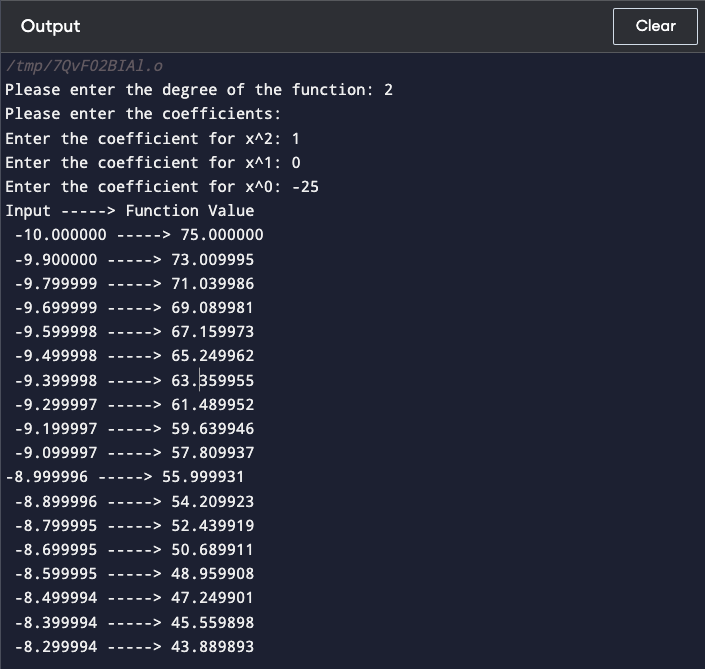 Output
Clear
/tmp/7QvF02BIAl.o
Please enter the degree of the function: 2
Please enter the coefficients:
Enter the coefficient for x^2: 1
Enter the coefficient for x^1: 0
Enter the coefficient for x^0: -25
Input -----> Function Value
-10.000000 -----> 75.000000
-9.900000 -----> 73.009995
-9.799999 -----> 71.039986
-9.699999 -----> 69.089981
-9.599998 -----> 67.159973
-9.499998 -----> 65.249962
-9.399998 -----> 63.359955
-9.299997 -----> 61.489952
-9.199997 -----> 59.639946
-9.099997 -----> 57.809937
-8.999996 -----> 55.999931
-8.899996 -----> 54.209923
-8.799995 -----> 52.439919
-8.699995 -----> 50.689911
-8.599995 -----> 48.959908
-8.499994 -----> 47.249901
-8.399994 -----> 45.559898
-8.299994 -----> 43.889893